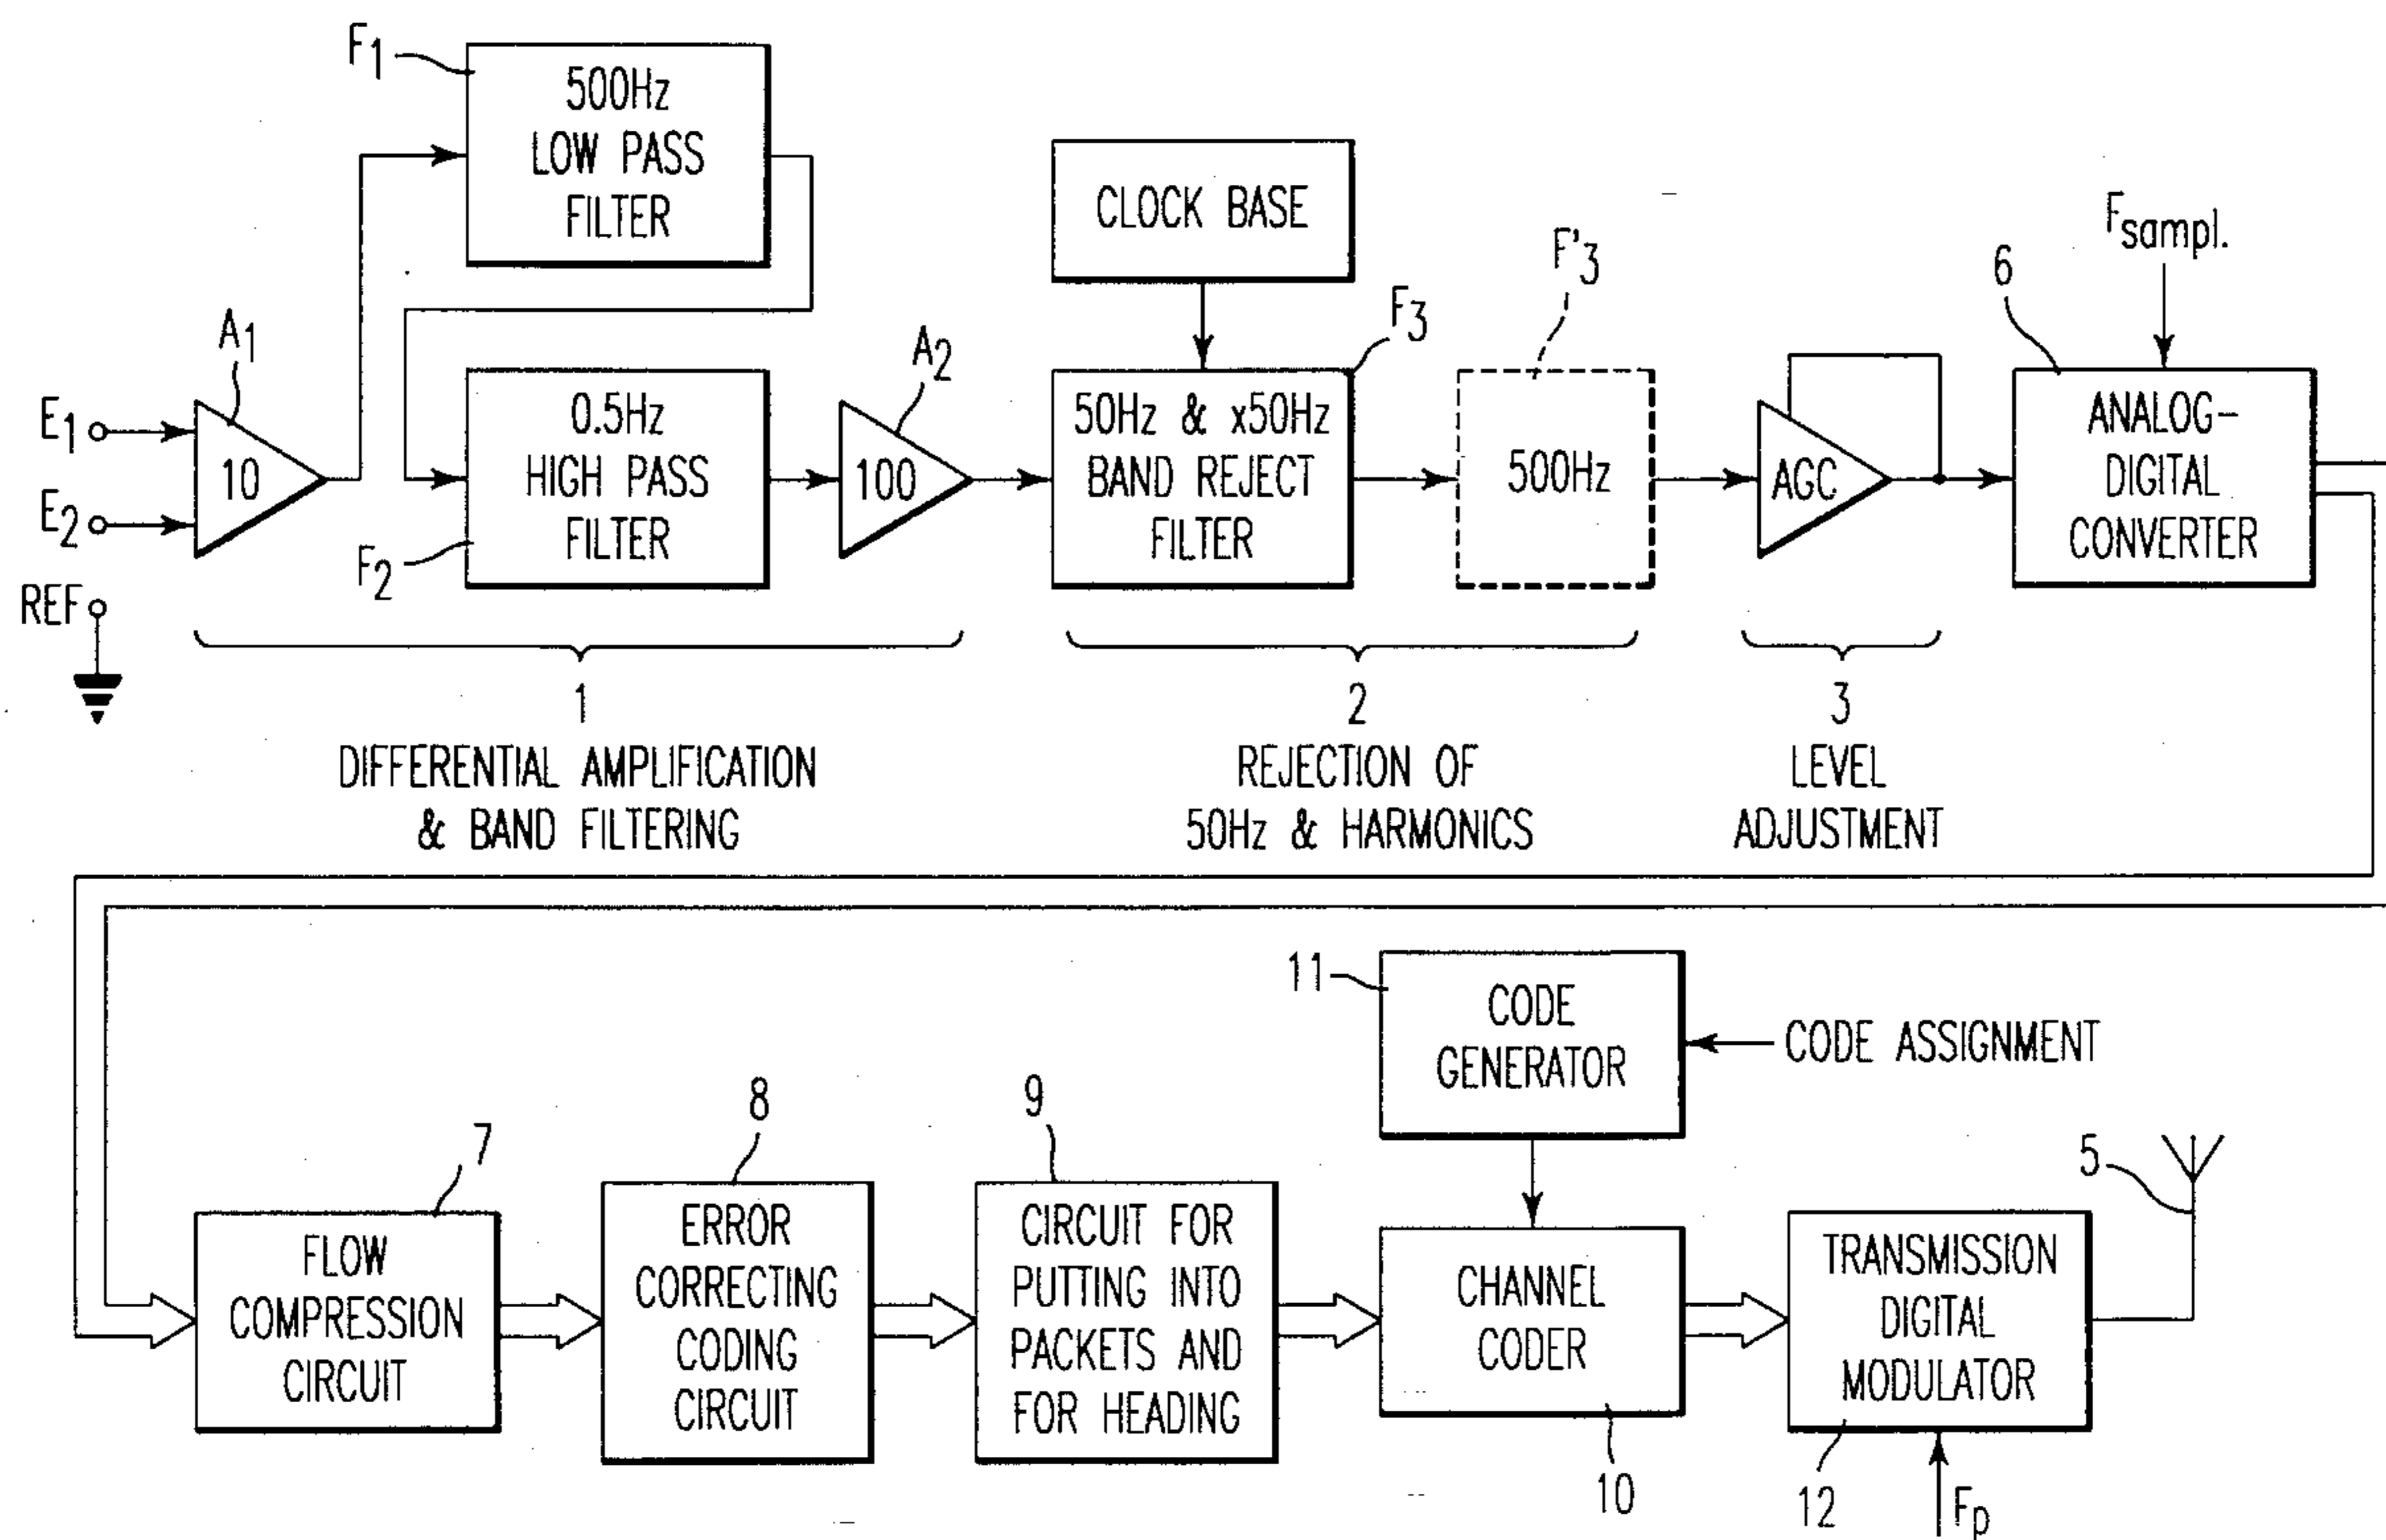 F1
500Hz
LOW PASS
FILTER
CLOCK BASE
Fsampl.
F'3
6
F3
A1
A2
E1
E2
REF
10
0.5Hz
HIGH PASS
FILTER
F2
100
50Hz & x50Hz
BAND REJECT
FILTER
500Hz
AGC
ANALOG-
DIGITAL
CONVERTER
1
DIFFERENTIAL AMPLIFICATION
& BAND FILTERING
2
REJECTION OF
50Hz & HARMONICS
3
LEVEL
ADJUSTMENT
11
CODE
GENERATOR
CODE ASSIGNMENT
7
FLOW
COMPRESSION
CIRCUIT
8
ERROR
CORRECTING
CODING
CIRCUIT
9
CIRCUIT FOR
PUTTING INTO
PACKETS AND
FOR HEADING
CHANNEL
CODER
10
TRANSMISSION
DIGITAL
MODULATOR
5
12
Fp